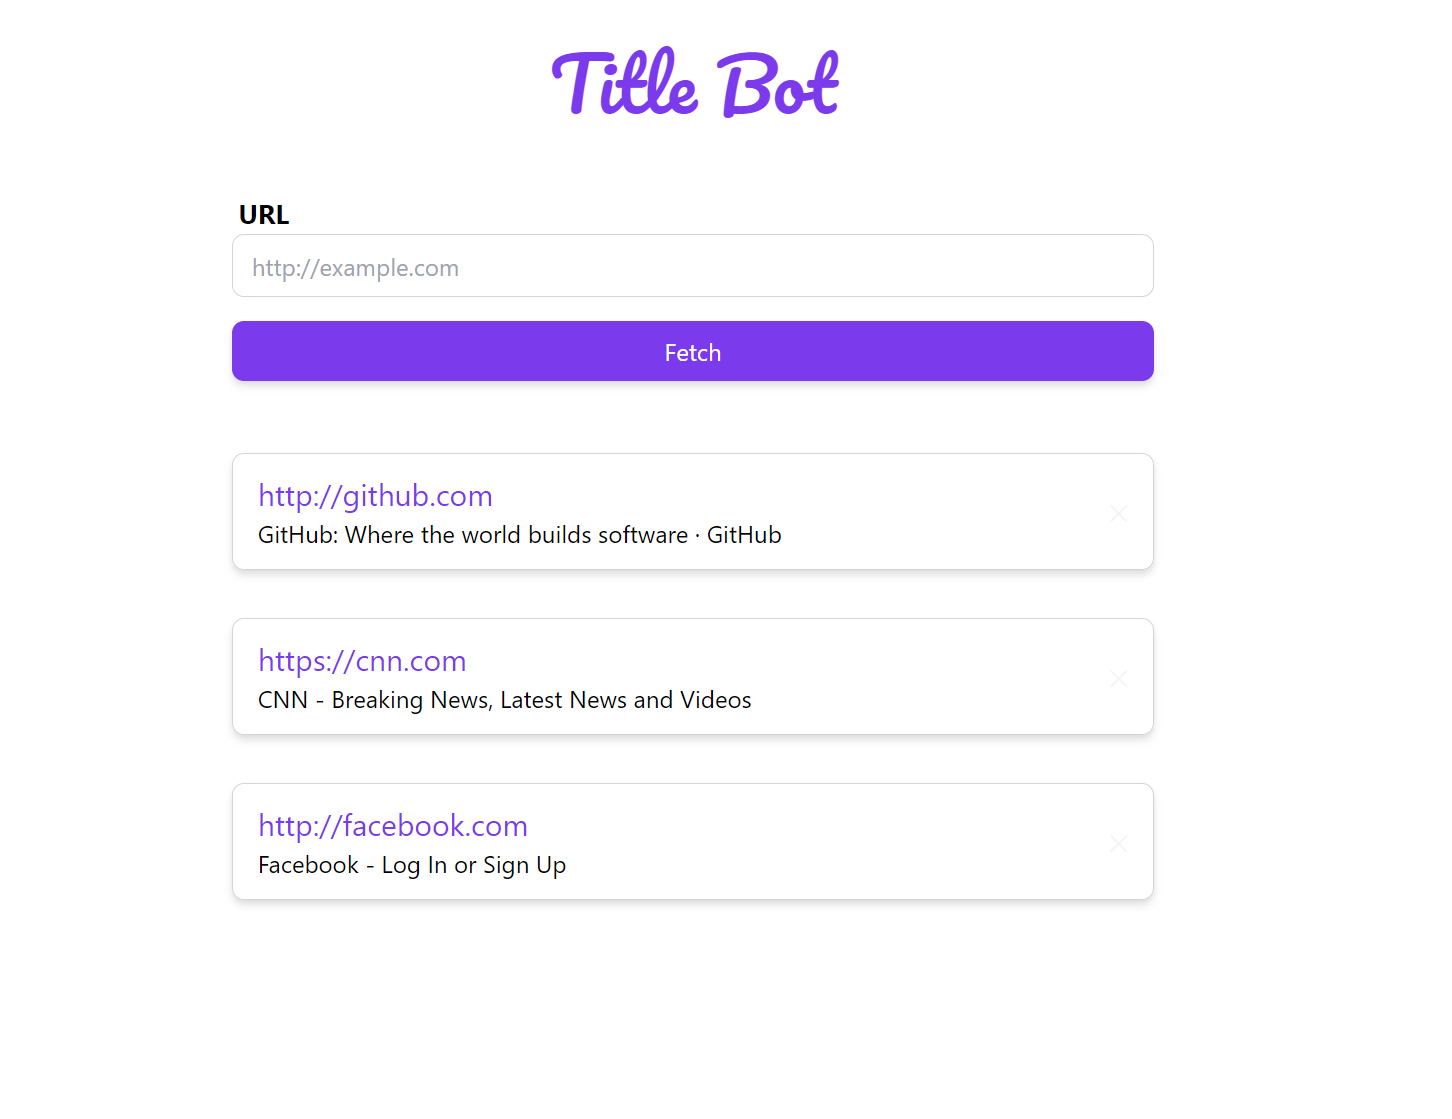 Title Bot
URL
http://example.com
Fetch
http://github.com
GitHub: Where the world builds software · GitHub
https://cnn.com
CNN - Breaking News, Latest News and Videos
http://facebook.com
Facebook - Log In or Sign Up